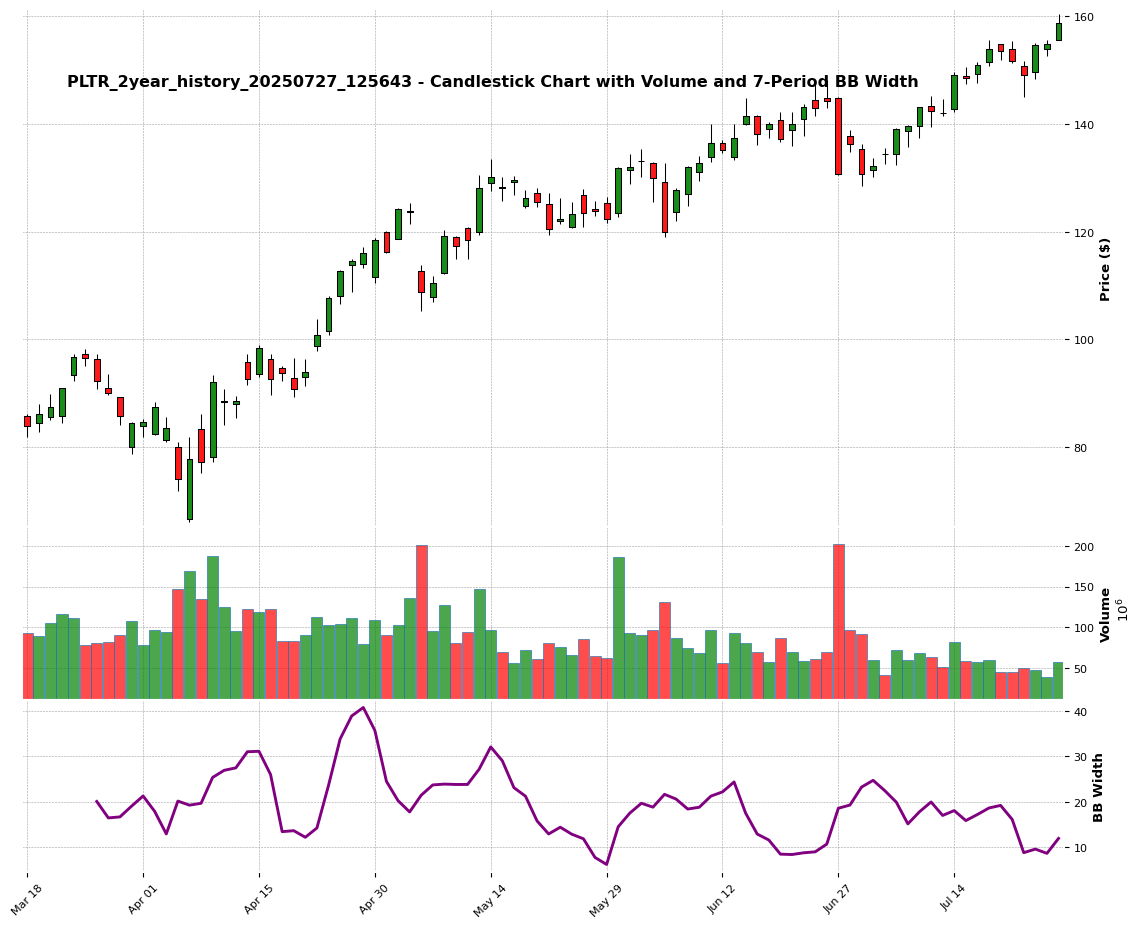 PLTR_2year_history_20250727_125643 - Candlestick Chart with Volume and 7-Period BB Width
160
140
120
100
80
Price ($)
200
150
100
50
Volume
10^6
40
30
20
10
BB Width
Mar 18
Apr 01
Apr 15
Apr 30
May 14
May 29
Jun 12
Jun 27
Jul 14